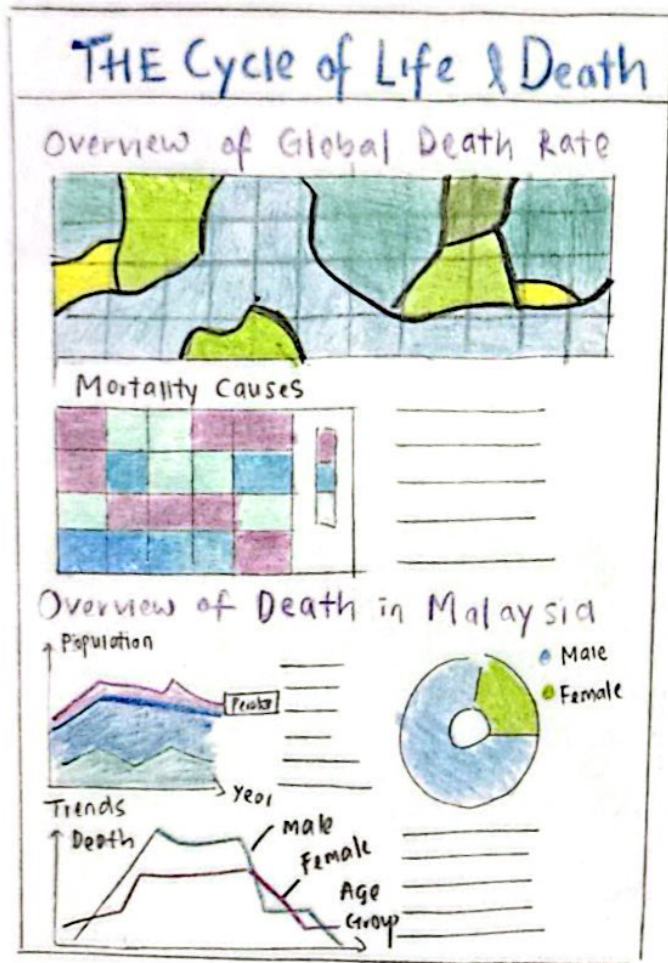 THE Cycle of Life & Death
Overview of Global Death Rate
Mortality Causes
Overview of Death in Malaysia
Population
Male
Female
Year
Trends
Death
Male
Female
Age
Group